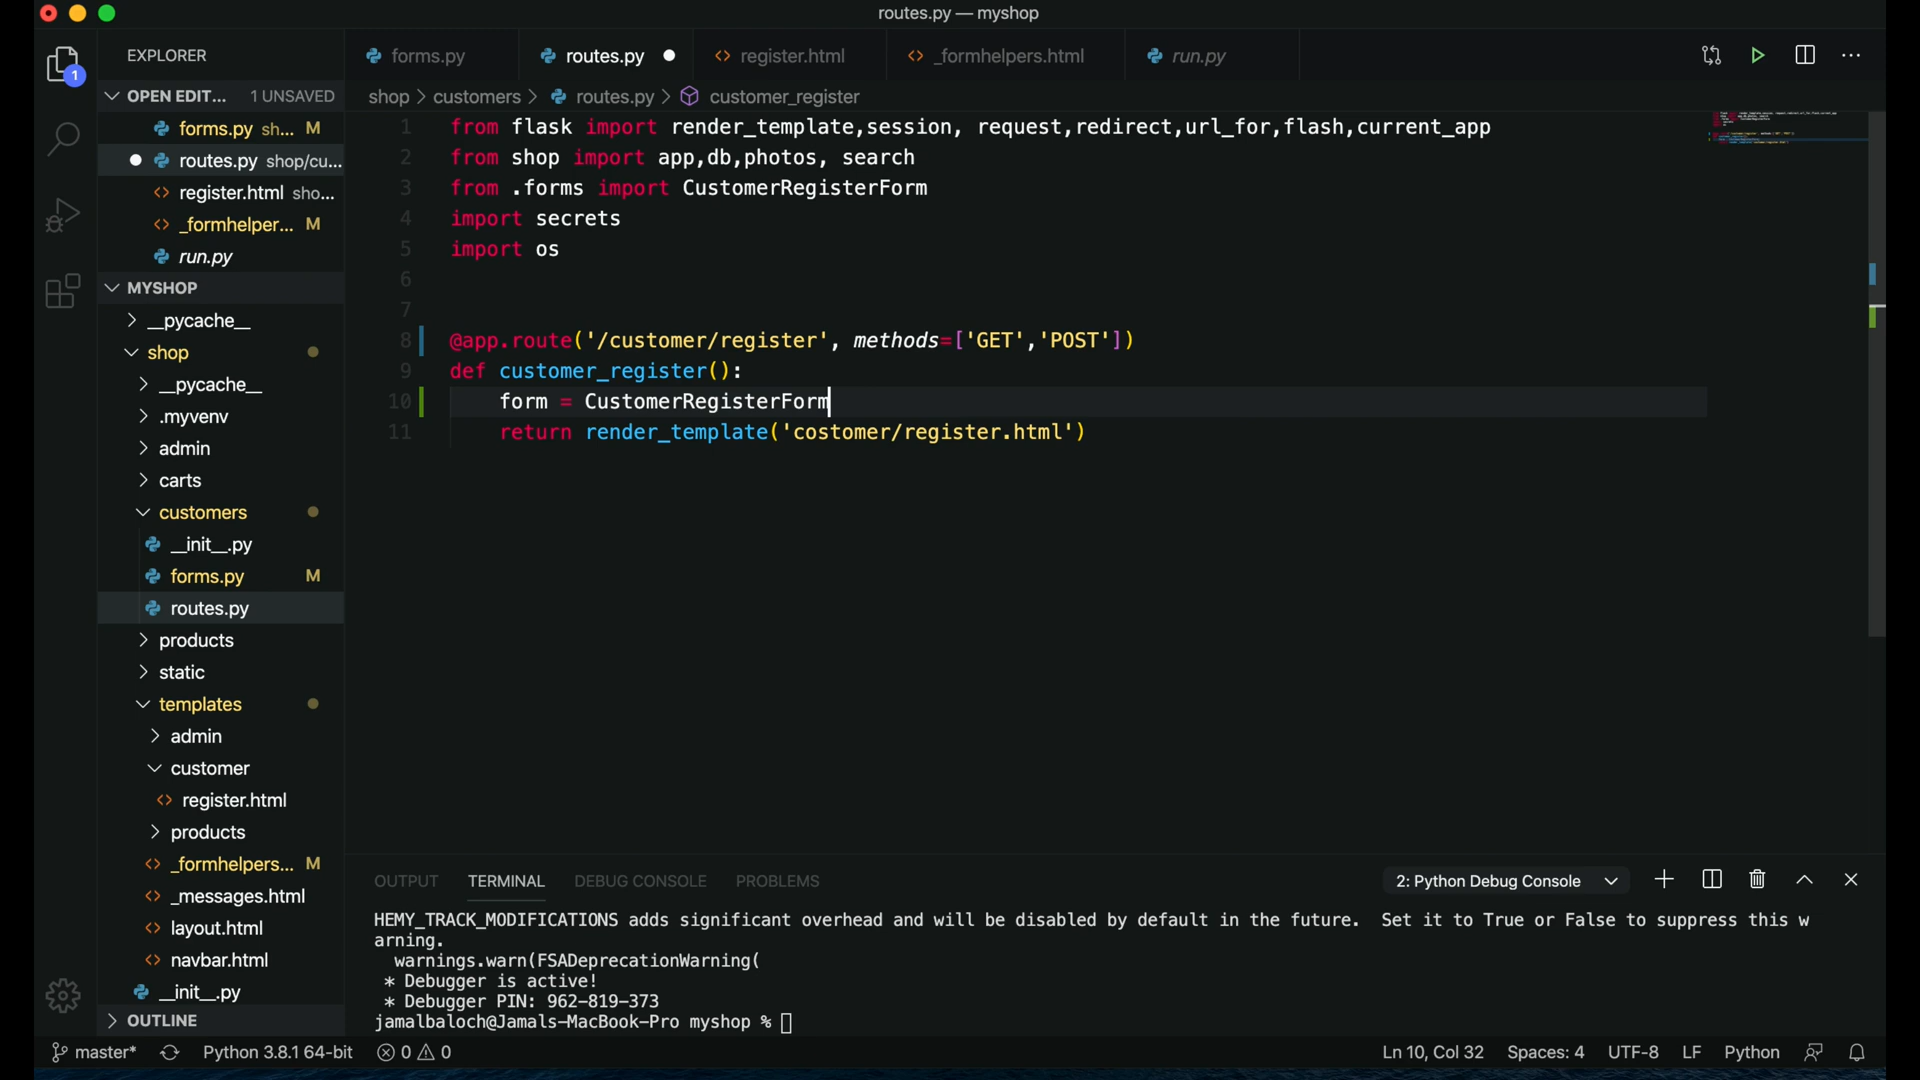 routes.py — myshop
EXPLORER
forms.py
routes.py
register.html
_formhelpers.html
run.py
1
OPEN EDIT... 1 UNSAVED
forms.py sh... M
routes.py shop/cu...
register.html sho...
_formhelper... M
run.py
MYSHOP
__pycache__
shop
__pycache__
.myvenv
admin
carts
customers
__init__.py
forms.py M
routes.py
products
static
templates
admin
customer
register.html
products
_formhelpers... M
_messages.html
layout.html
navbar.html
__init__.py
OUTLINE
shop > customers > routes.py > customer_register
1 from flask import render_template,session, request,redirect,url_for,flash,current_app
2 from shop import app,db,photos, search
3 from .forms import CustomerRegisterForm
4 import secrets
5 import os
6
7
8 @app.route('/customer/register', methods=['GET','POST'])
9 def customer_register():
10 form = CustomerRegisterForm
11 return render_template('costomer/register.html')
OUTPUT TERMINAL DEBUG CONSOLE PROBLEMS 2: Python Debug Console
HEMY_TRACK_MODIFICATIONS adds significant overhead and will be disabled by default in the future. Set it to True or False to suppress this w
arning.
warnings.warn(FSADeprecationWarning(
* Debugger is active!
* Debugger PIN: 962-819-373
jamalbaloch@Jamals-MacBook-Pro myshop %
master* Python 3.8.1 64-bit 0 0 Ln 10, Col 32 Spaces: 4 UTF-8 LF Python